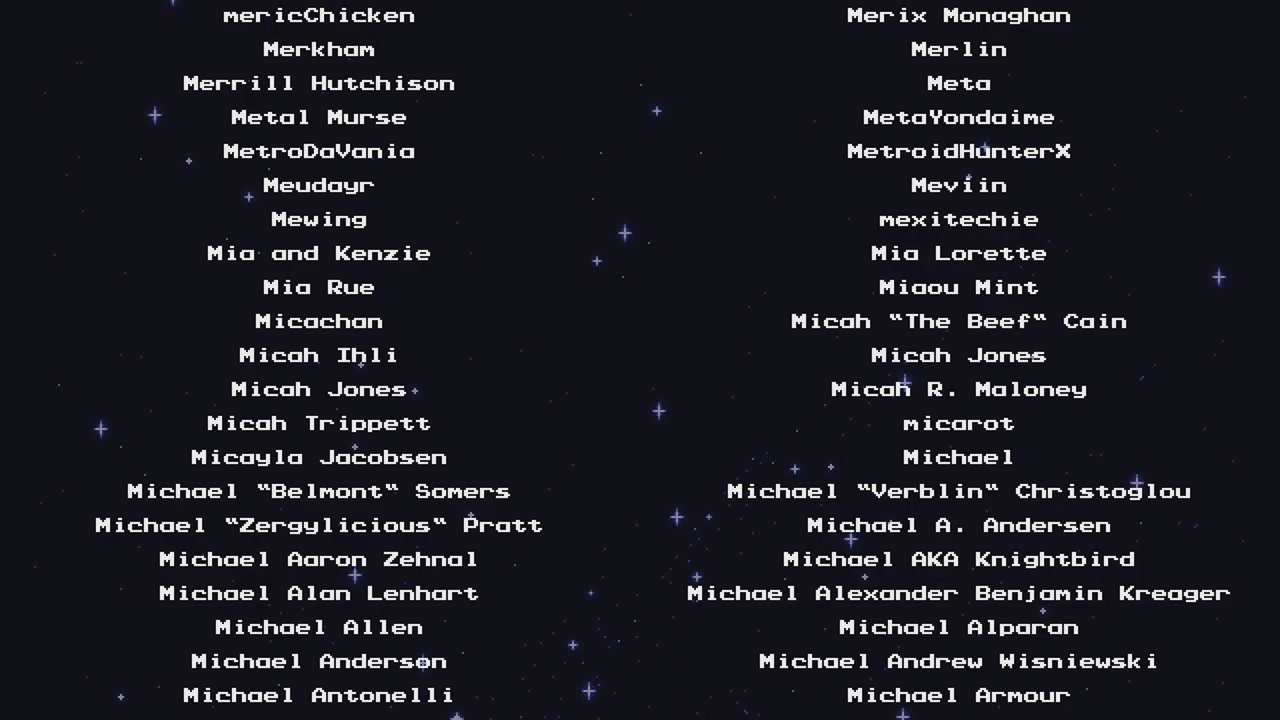 mericChicken Merix Monaghan
Merkham Merlin
Merrill Hutchison Meta
Metal Murse MetaYondaime
MetroDaVania MetroidHunterX
Meudayr Meviin
Mewing mexitechie
Mia and Kenzie Mia Lorette
Mia Rue Miaou Mint
Micachan Micah "The Beef" Cain
Micah Ihli Micah Jones
Micah Jones Micah R. Maloney
Micah Trippett micarot
Micayla Jacobsen Michael
Michael "Belmont" Somers Michael "Verblin" Christoglou
Michael "Zergylicious" Pratt Michael A. Andersen
Michael Aaron Zehnal Michael AKA Knightbird
Michael Alan Lenhart Michael Alexander Benjamin Kreager
Michael Allen Michael Alparan
Michael Anderson Michael Andrew Wisniewski
Michael Antonelli Michael Armour